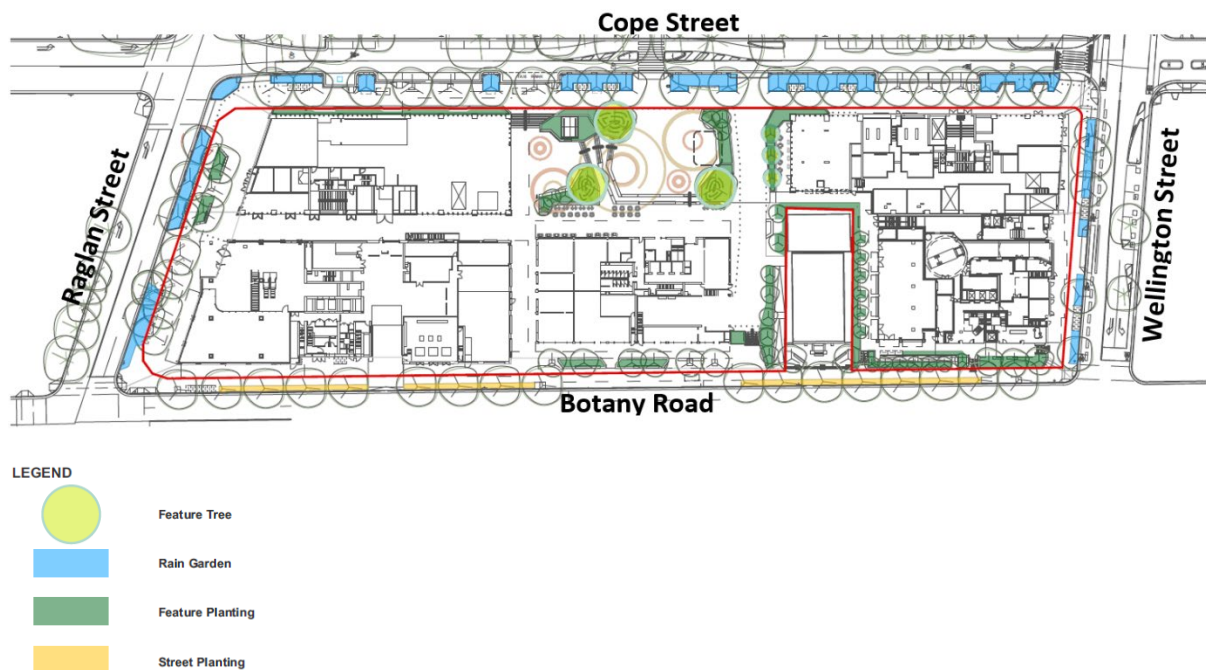 Cope Street
Raglan Street
Wellington Street
Botany Road
LEGEND
Feature Tree
Rain Garden
Feature Planting
Street Planting